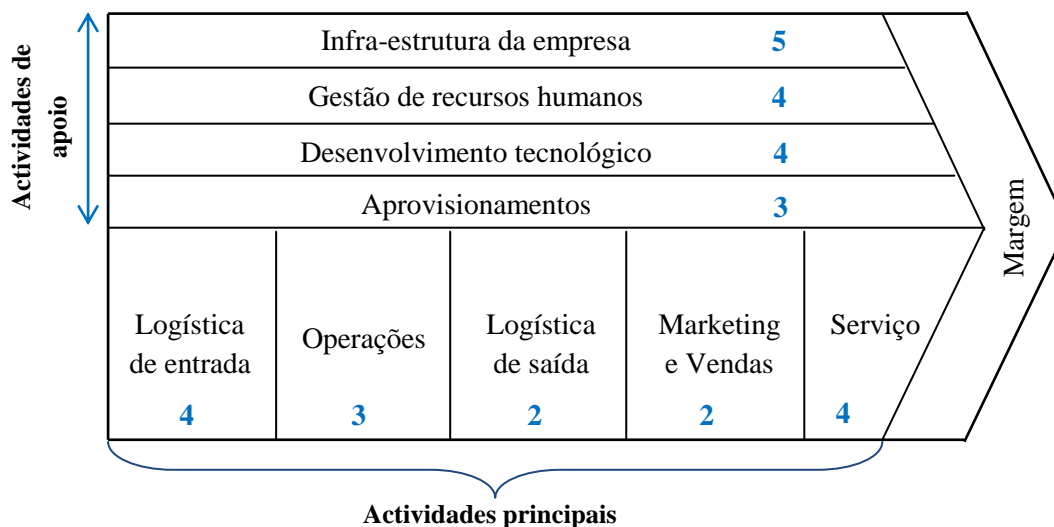 Actividades de
apoio
Infra-estrutura da empresa 5
Gestão de recursos humanos 4
Desenvolvimento tecnológico 4
Aprovisionamentos 3
Margem
Logística
de entrada
4
Operações
3
Logística
de saída
2
Marketing
e Vendas
2
Serviço
4
Actividades principais